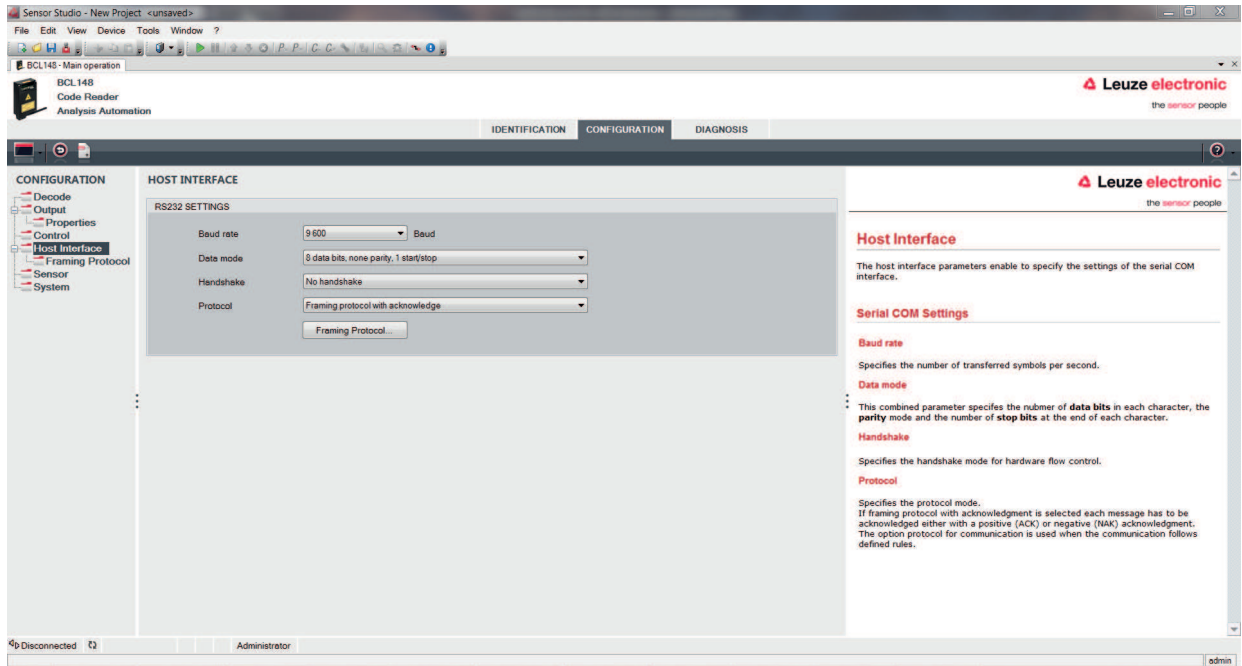 Sensor Studio - New Project <unsaved>
File Edit View Device Tools Window ?
BCL148 - Main operation
BCL148
Code Reader
Analysis Automation
Leuze electronic
the sensor people
IDENTIFICATION CONFIGURATION DIAGNOSIS
CONFIGURATION
Decode
Output
Properties
Control
Host Interface
Framing Protocol
Sensor
System
HOST INTERFACE
RS232 SETTINGS
Baud rate 9 600 Baud
Data mode 8 data bits, none parity, 1 start/stop
Handshake No handshake
Protocol Framing protocol with acknowledge
Framing Protocol...
Leuze electronic
the sensor people
Host Interface
The host interface parameters enable to specify the settings of the serial COM
interface.
Serial COM Settings
Baud rate
Specifies the number of transferred symbols per second.
Data mode
This combined parameter specifes the nubmer of data bits in each character, the
parity mode and the number of stop bits at the end of each character.
Handshake
Specifies the handshake mode for hardware flow control.
Protocol
Specifies the protocol mode.
If framing protocol with acknowledgment is selected each message has to be
acknowledged either with a positive (ACK) or negative (NAK) acknowledgment.
The option protocol for communication is used when the communication follows
defined rules.
Disconnected Administrator
admin